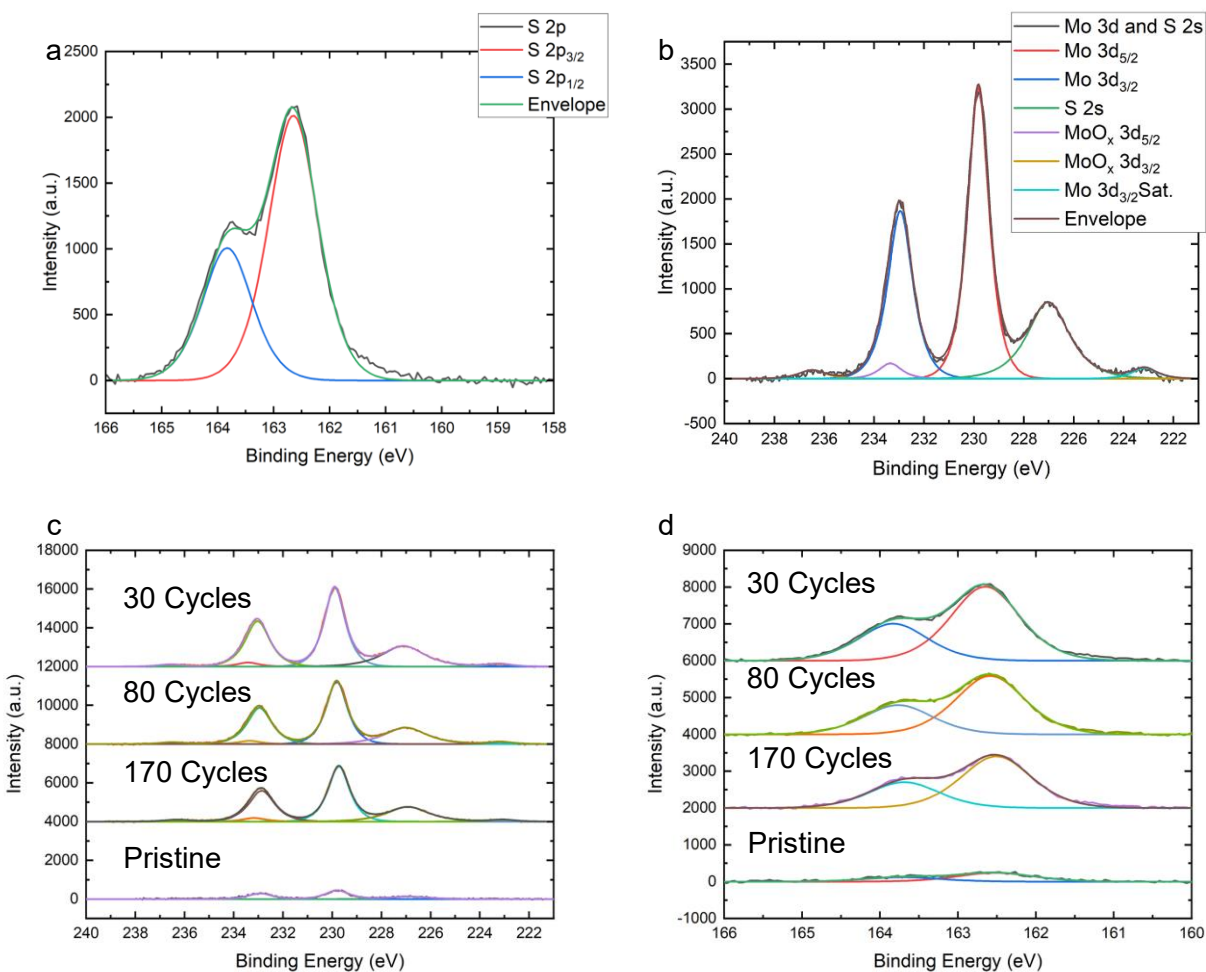 a
S 2p
S 2p3/2
S 2p1/2
Envelope
2500
2000
1500
1000
500
0
Intensity (a.u.)
166 165 164 163 162 161 160 159 158
Binding Energy (eV)
b
Mo 3d and S 2s
Mo 3d5/2
Mo 3d3/2
S 2s
MoOx 3d5/2
MoOx 3d3/2
Mo 3d3/2Sat.
Envelope
3500
3000
2500
2000
1500
1000
500
0
-500
Intensity (a.u.)
240 238 236 234 232 230 228 226 224 222
Binding Energy (eV)
c
18000
16000
14000
12000
10000
8000
6000
4000
2000
0
Intensity (a.u.)
30 Cycles
80 Cycles
170 Cycles
Pristine
240 238 236 234 232 230 228 226 224 222
Binding Energy (eV)
d
9000
8000
7000
6000
5000
4000
3000
2000
1000
0
-1000
Intensity (a.u.)
30 Cycles
80 Cycles
170 Cycles
Pristine
166 165 164 163 162 161 160
Binding Energy (eV)